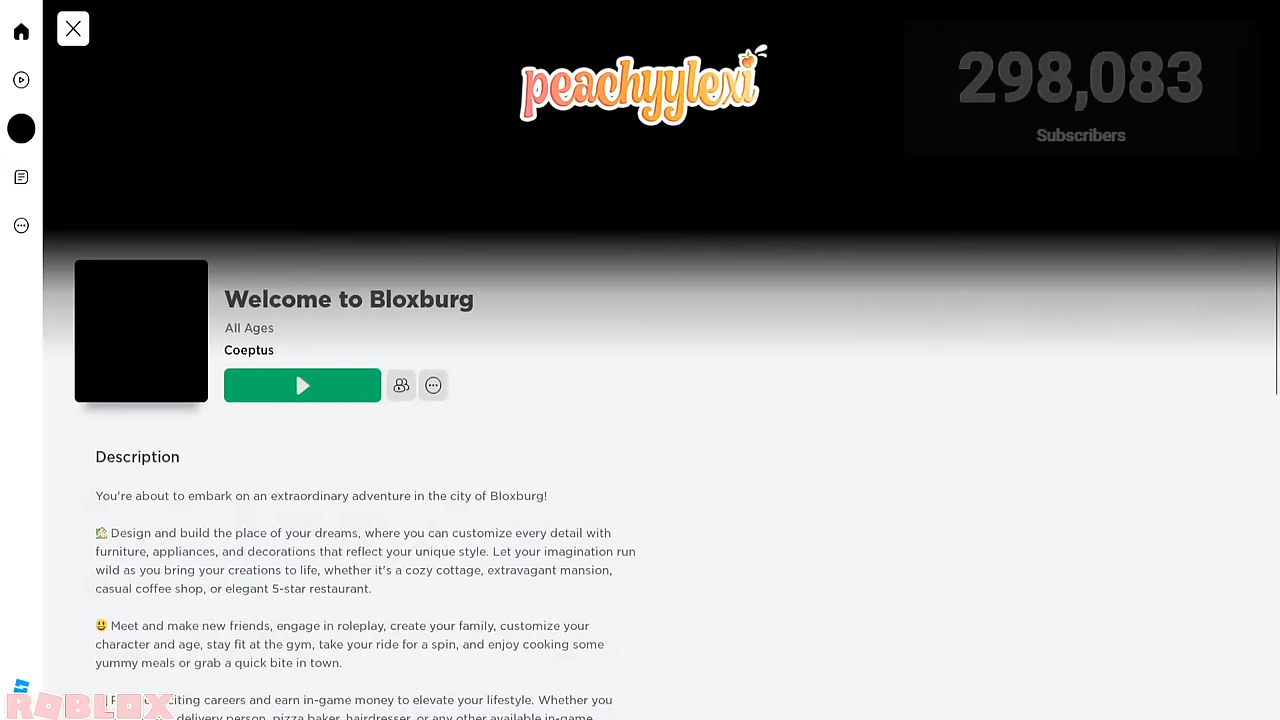 peachyylexi
298,083
Subscribers
Welcome to Bloxburg
All Ages
Coeptus
Description
You're about to embark on an extraordinary adventure in the city of Bloxburg!
🏡 Design and build the place of your dreams, where you can customize every detail with
furniture, appliances, and decorations that reflect your unique style. Let your imagination run
wild as you bring your creations to life, whether it's a cozy cottage, extravagant mansion,
casual coffee shop, or elegant 5-star restaurant.
😃 Meet and make new friends, engage in roleplay, create your family, customize your
character and age, stay fit at the gym, take your ride for a spin, and enjoy cooking some
yummy meals or grab a quick bite in town.
careers and earn in-game money to elevate your lifestyle. Whether you
ROBLOX
delivery person, pizza baker, hairdresser, or any other available in-game